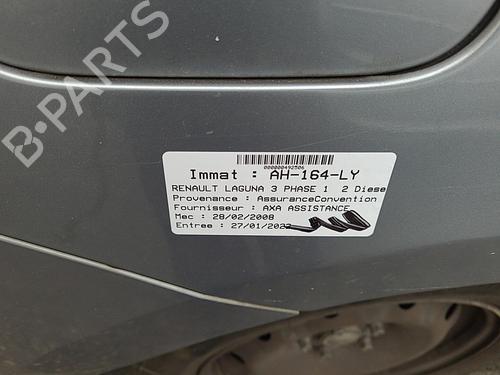 B-PARTS
000000492506
Immat : AH-164-LY
RENAULT LAGUNA 3 PHASE 1 2 Diese
Provenance : AssuranceConvention
Fournisseur : AXA ASSISTANCE
Mec : 28/02/2008
Entree : 27/01/2022